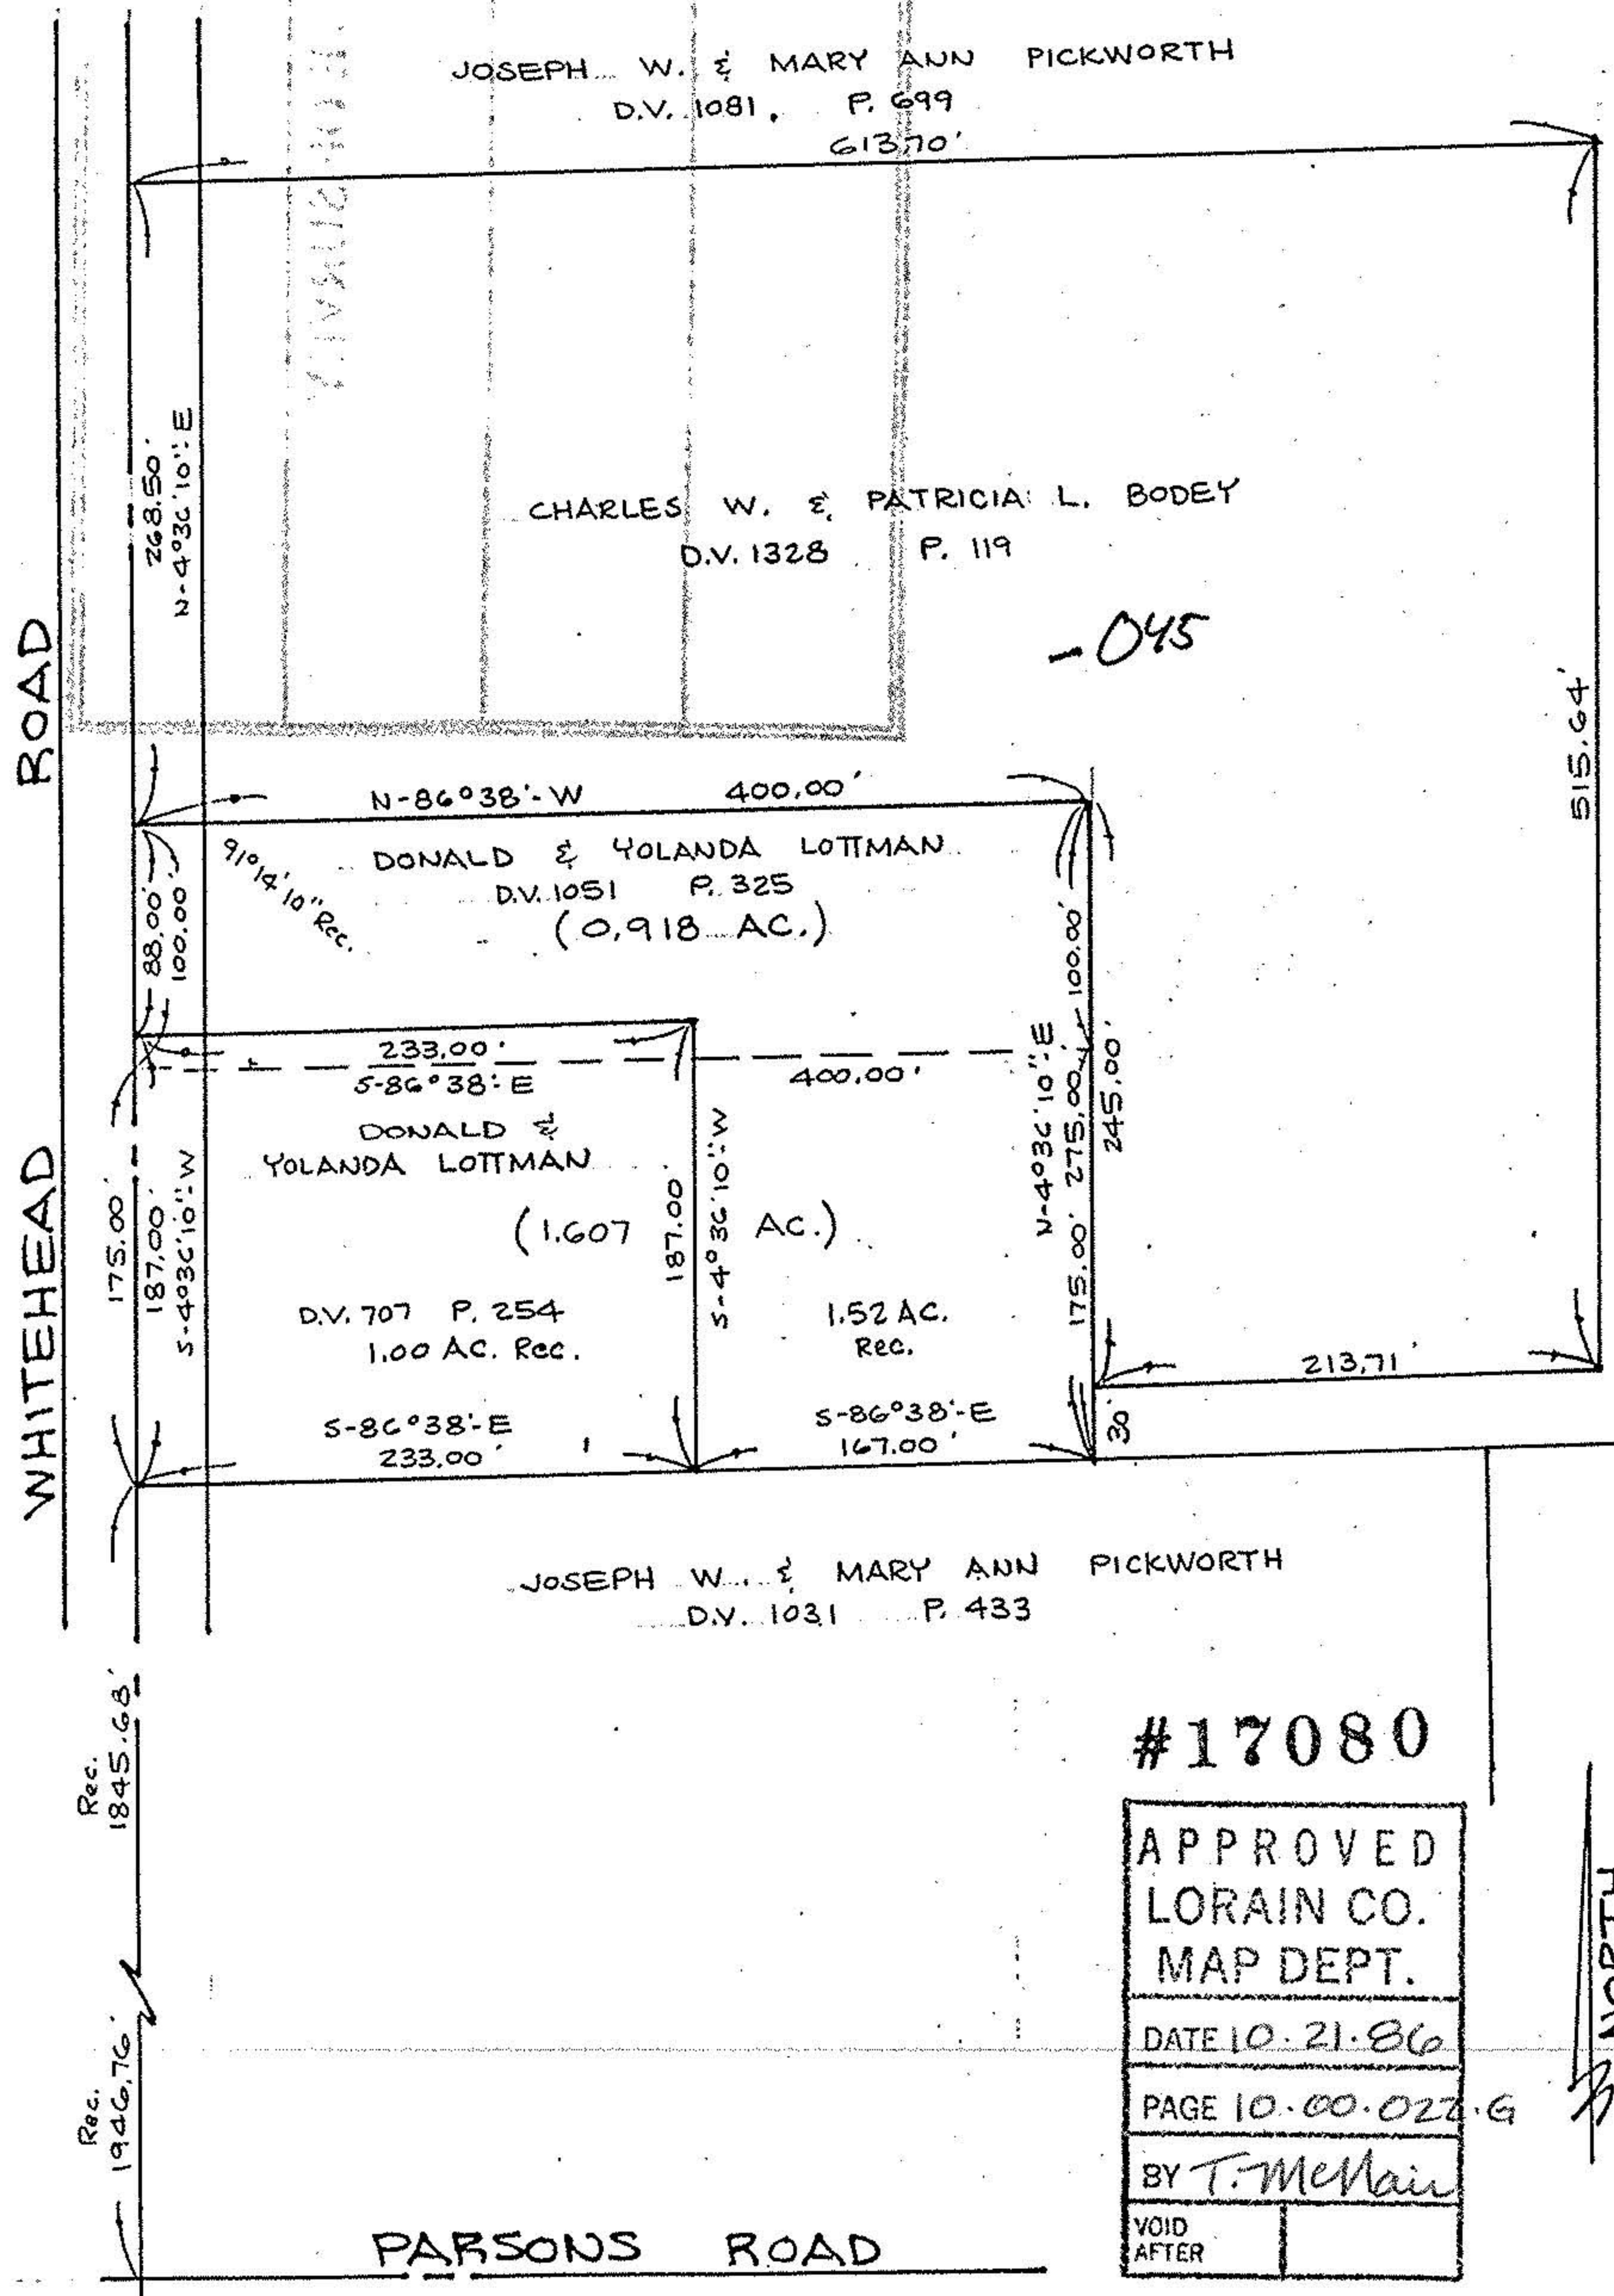 JOSEPH W. & MARY ANN PICKWORTH
D.V. 1081, P. 699
613.70'
268.50'
N-4°36'10"-E
CHARLES W. & PATRICIA L. BODEY
D.V. 1328 P. 119
-045
515.64'
WHITEHEAD ROAD
N-86°38'-W 400.00'
91°14'10" Rec.
DONALD & YOLANDA LOTTMAN
D.V. 1051 P. 325
(0.918 AC.)
88.00'
100.00'
233.00'
S-86°38'-E
400.00'
100.00'
N-4°36'10"-E
175.00' 275.00'
245.00'
DONALD &
YOLANDA LOTTMAN
(1.607 AC.)
175.00'
187.00'
S-4°36'10"-W
187.00
S-4°36'10"-W
D.V. 707 P. 254
1.00 AC. Rec.
1.52 AC.
Rec.
213.71'
S-86°38'-E
233.00'
S-86°38'-E
167.00'
30'
JOSEPH W. & MARY ANN PICKWORTH
D.V. 1031 P. 433
Rec.
1845.68'
#17080
APPROVED
LORAIN CO.
MAP DEPT.
DATE 10.21.86
PAGE 10.00.022.G
BY T. McNair
VOID
AFTER
NORTH
Rec.
1946.76'
PARSONS ROAD